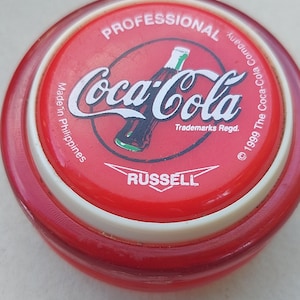 PROFESSIONAL
Coca-Cola
Trademarks Regd.
RUSSELL
Made in Philippines
© 1999 The Coca-Cola Company